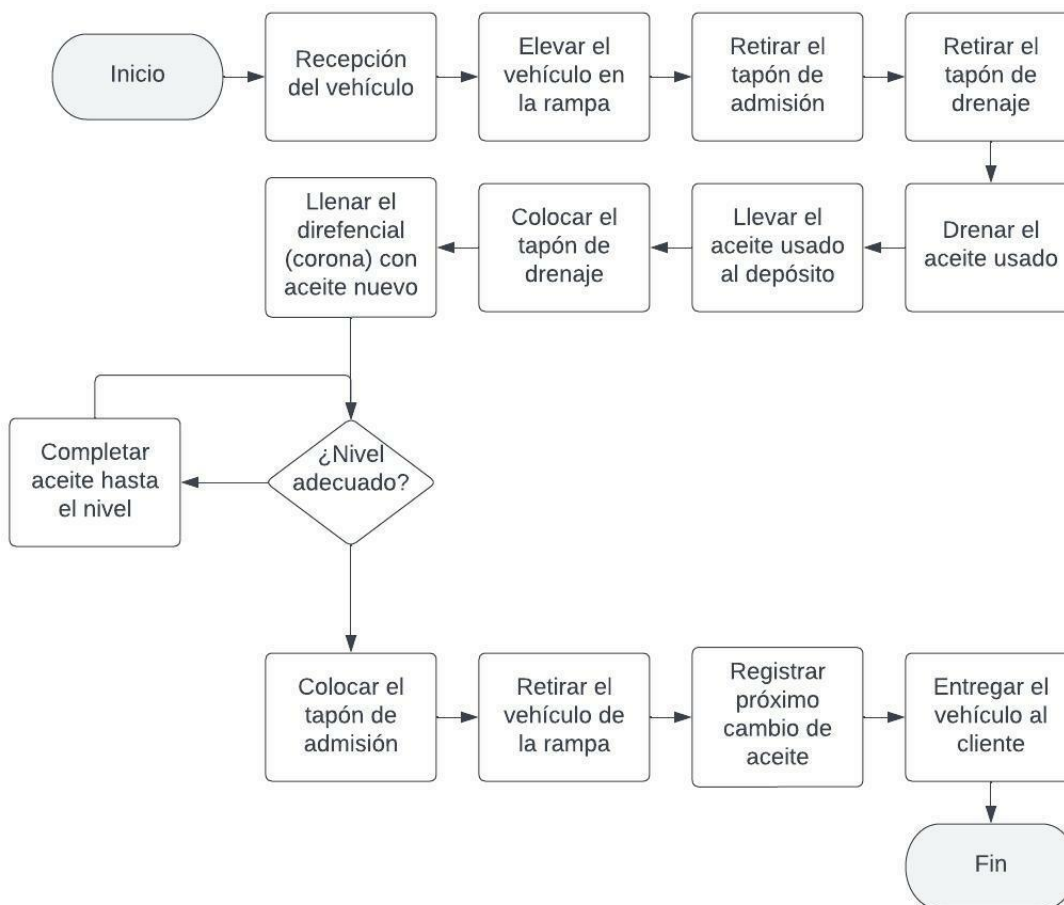 Inicio
Recepción
del vehículo
Elevar el
vehículo en
la rampa
Retirar el
tapón de
admisión
Retirar el
tapón de
drenaje
Drenar el
aceite usado
Llevar el
aceite usado
al depósito
Colocar el
tapón de
drenaje
Llenar el
direfencial
(corona) con
aceite nuevo
¿Nivel
adecuado?
Completar
aceite hasta
el nivel
Colocar el
tapón de
admisión
Retirar el
vehículo de
la rampa
Registrar
próximo
cambio de
aceite
Entregar el
vehículo al
cliente
Fin